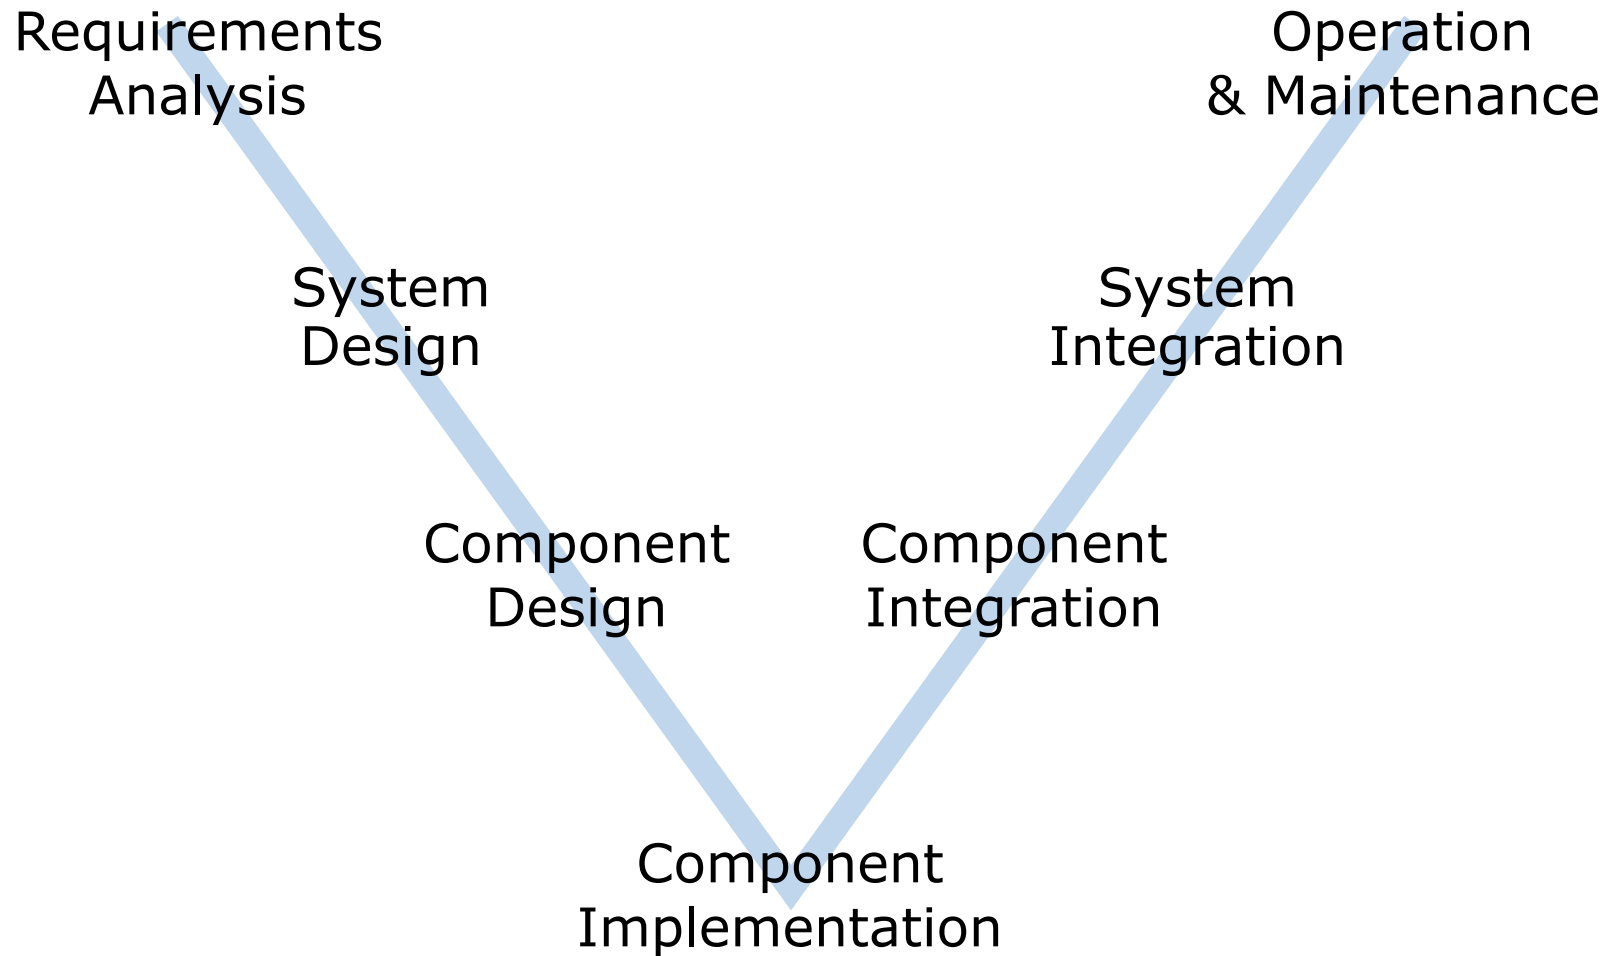 Requirements
Analysis
Operation
& Maintenance
System
Design
System
Integration
Component
Design
Component
Integration
Component
Implementation